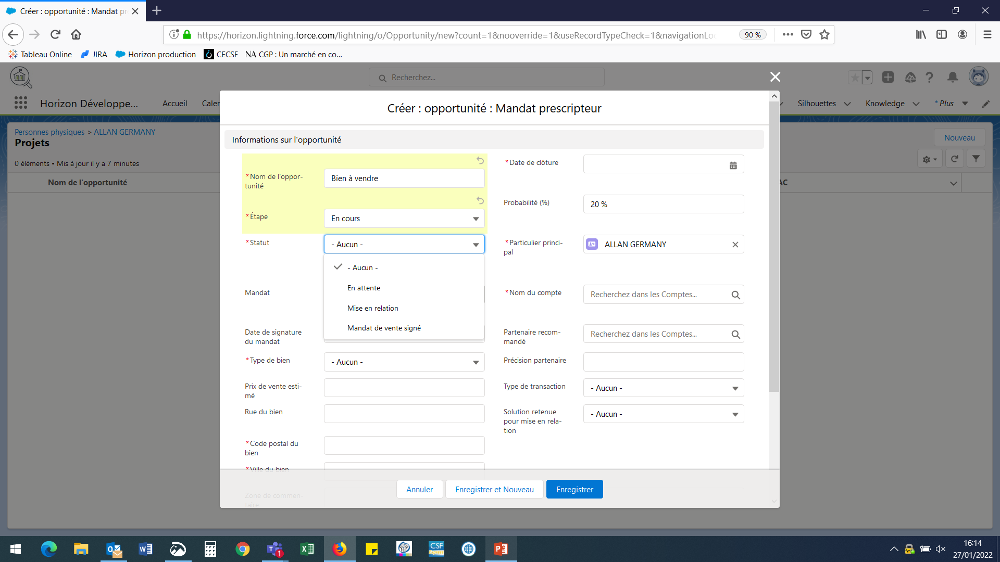 Créer : opportunité : Mandat pr
https://horizon.lightning.force.com/lightning/o/Opportunity/new?count=1&nooverride=1&useRecordTypeCheck=1&navigationLo
90 %
Tableau Online
JIRA
Horizon production
CECSF
NA CGP : Un marché en co...
Recherchez...
Horizon Développe...
Accueil
Caler
Silhouettes
Knowledge
* Plus
Créer : opportunité : Mandat prescripteur
Personnes physiques > ALLAN GERMANY
Projets
Nouveau
0 éléments • Mis à jour il y a 7 minutes
Nom de l'opportunité
AC
Informations sur l'opportunité
*Nom de l'oppor-
tunité
Bien à vendre
*Date de clôture
*Étape
En cours
Probabilité (%)
20 %
*Statut
- Aucun -
*Particulier princi-
pal
ALLAN GERMANY
- Aucun -
En attente
Mise en relation
Mandat de vente signé
Mandat
*Nom du compte
Recherchez dans les Comptes...
Date de signature
du mandat
Partenaire recom-
mandé
Recherchez dans les Comptes...
*Type de bien
- Aucun -
Précision partenaire
Prix de vente esti-
mé
Type de transaction
- Aucun -
Rue du bien
Solution retenue
pour mise en rela-
tion
- Aucun -
*Code postal du
bien
*Ville du bien
Zone de commen-
taire
Annuler
Enregistrer et Nouveau
Enregistrer
1
CSF
16:14
27/01/2022